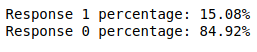 Response 1 percentage: 15.08%
Response 0 percentage: 84.92%